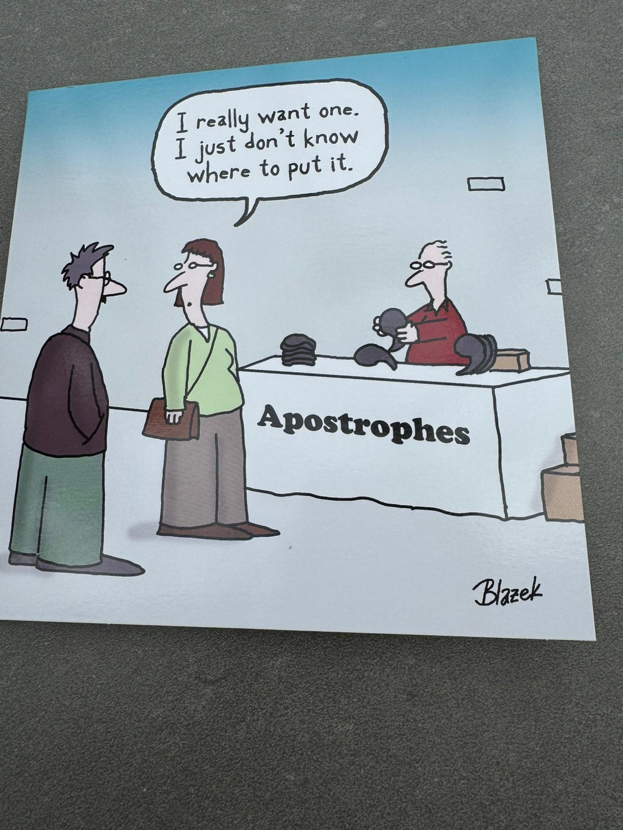 I really want one.
I just don't know
where to put it.
Apostrophes
Blazek